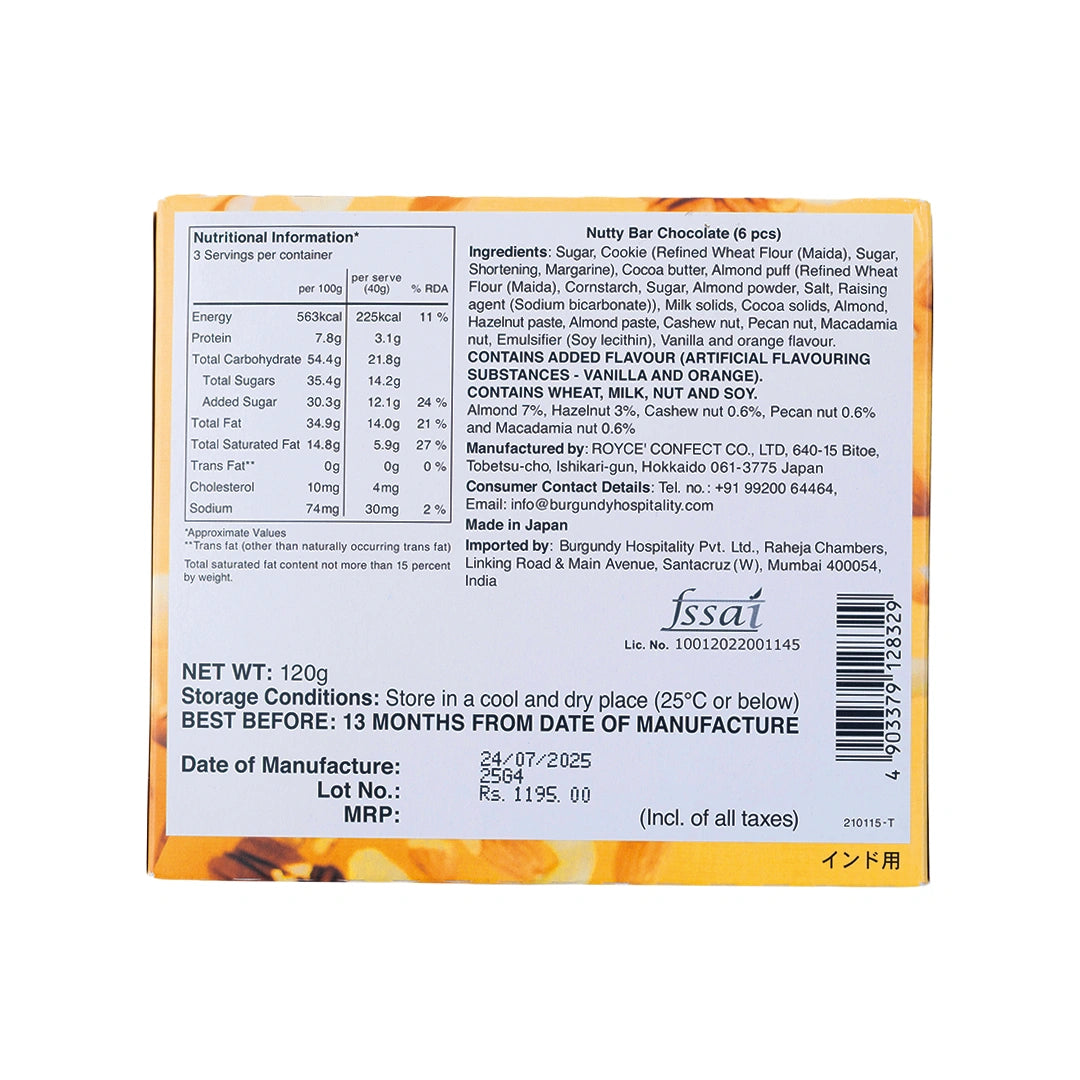 Nutritional Information*
3 Servings per container
per 100g per serve (40g) % RDA
Energy 563kcal 225kcal 11 %
Protein 7.8g 3.1g
Total Carbohydrate 54.4g 21.8g
Total Sugars 35.4g 14.2g
Added Sugar 30.3g 12.1g 24 %
Total Fat 34.9g 14.0g 21 %
Total Saturated Fat 14.8g 5.9g 27 %
Trans Fat** 0g 0g 0 %
Cholesterol 10mg 4mg
Sodium 74mg 30mg 2 %
*Approximate Values
**Trans fat (other than naturally occurring trans fat)
Total saturated fat content not more than 15 percent
by weight.
Nutty Bar Chocolate (6 pcs)
Ingredients: Sugar, Cookie (Refined Wheat Flour (Maida), Sugar,
Shortening, Margarine), Cocoa butter, Almond puff (Refined Wheat
Flour (Maida), Cornstarch, Sugar, Almond powder, Salt, Raising
agent (Sodium bicarbonate)), Milk solids, Cocoa solids, Almond,
Hazelnut paste, Almond paste, Cashew nut, Pecan nut, Macadamia
nut, Emulsifier (Soy lecithin), Vanilla and orange flavour.
CONTAINS ADDED FLAVOUR (ARTIFICIAL FLAVOURING
SUBSTANCES - VANILLA AND ORANGE).
CONTAINS WHEAT, MILK, NUT AND SOY.
Almond 7%, Hazelnut 3%, Cashew nut 0.6%, Pecan nut 0.6%
and Macadamia nut 0.6%
Manufactured by: ROYCE' CONFECT CO., LTD, 640-15 Bitoe,
Tobetsu-cho, Ishikari-gun, Hokkaido 061-3775 Japan
Consumer Contact Details: Tel. no.: +91 99200 64464,
Email: info@burgundyhospitality.com
Made in Japan
Imported by: Burgundy Hospitality Pvt. Ltd., Raheja Chambers,
Linking Road & Main Avenue, Santacruz (W), Mumbai 400054,
India
fssai
Lic. No. 10012022001145
NET WT: 120g
Storage Conditions: Store in a cool and dry place (25°C or below)
BEST BEFORE: 13 MONTHS FROM DATE OF MANUFACTURE
Date of Manufacture: 24/07/2025
Lot No.: 25G4
MRP: Rs. 1195. 00
(Incl. of all taxes)
4 903379 128329
210115-T
インド用